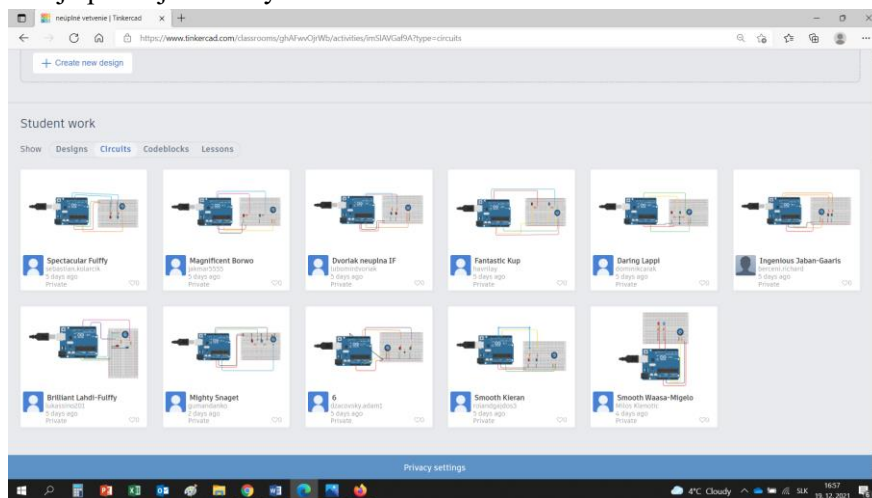 neúplné vetvenie | Tinkercad
https://www.tinkercad.com/classrooms/ghAFwvOjrWb/activities/imSIAVGaf9A?type=circuits
+ Create new design
Student work
Show Designs Circuits Codeblocks Lessons
Spectacular Fulffy
sebastian.kolarcik
5 days ago
Private
Magnificent Borwo
5 days ago
Private
Dvorlak neuplna IF
5 days ago
Private
Fantastic Kup
5 days ago
Private
Daring Lappi
5 days ago
Private
Ingenious Jaban-Gaaris
5 days ago
Private
Brilliant Lahdi-Fulffy
5 days ago
Private
Mighty Snaget
2 days ago
Private
6
5 days ago
Private
Smooth Kieran
5 days ago
Private
Smooth Waasa-Migelo
4 days ago
Private
Privacy settings
4°C Cloudy
SLK
16:57
19. 12. 2021